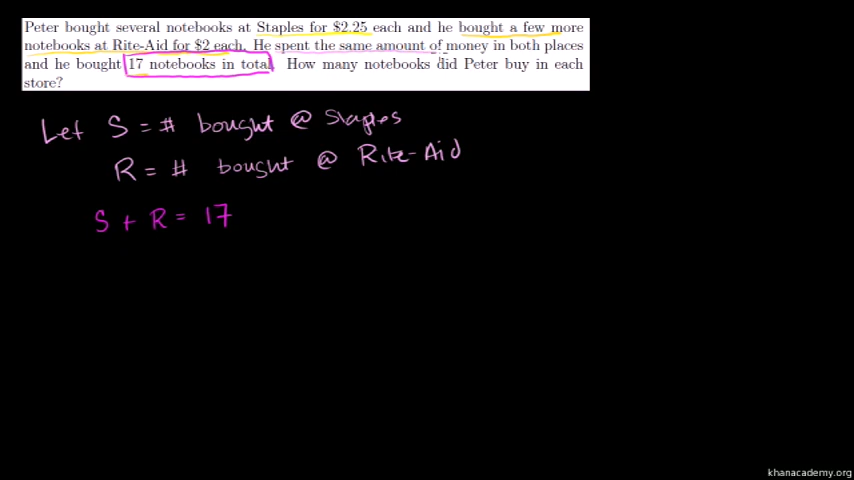 Peter bought several notebooks at Staples for $2.25 each and he bought a few more
notebooks at Rite-Aid for $2 each. He spent the same amount of money in both places
and he bought 17 notebooks in total. How many notebooks did Peter buy in each
store?
Let S = # bought @ Staples
R = # bought @ Rite-Aid
S + R = 17
khanacademy.org